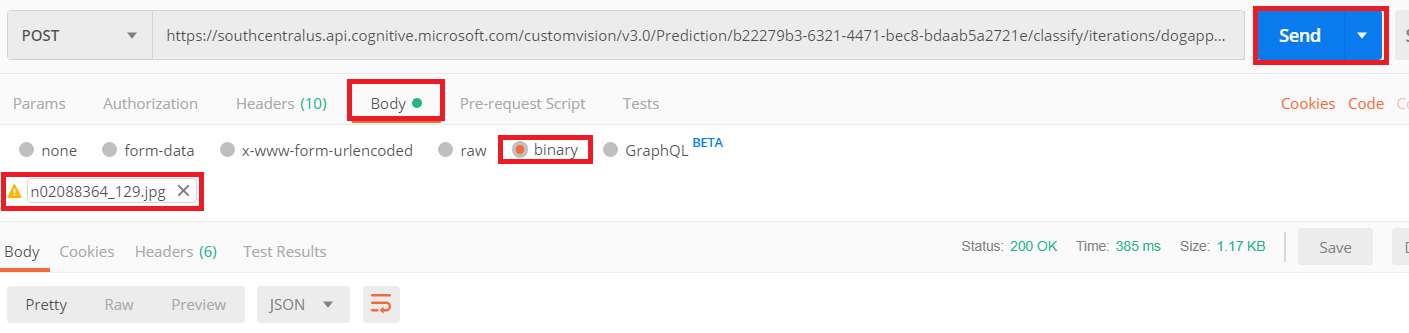 POST https://southcentralus.api.cognitive.microsoft.com/customvision/v3.0/Prediction/b22279b3-6321-4471-bec8-bdaab5a2721e/classify/iterations/dogapp... Send
Params Authorization Headers (10) Body Pre-request Script Tests Cookies Code
none form-data x-www-form-urlencoded raw binary GraphQL BETA
n02088364_129.jpg
Body Cookies Headers (6) Test Results Status: 200 OK Time: 385 ms Size: 1.17 KB Save
Pretty Raw Preview JSON